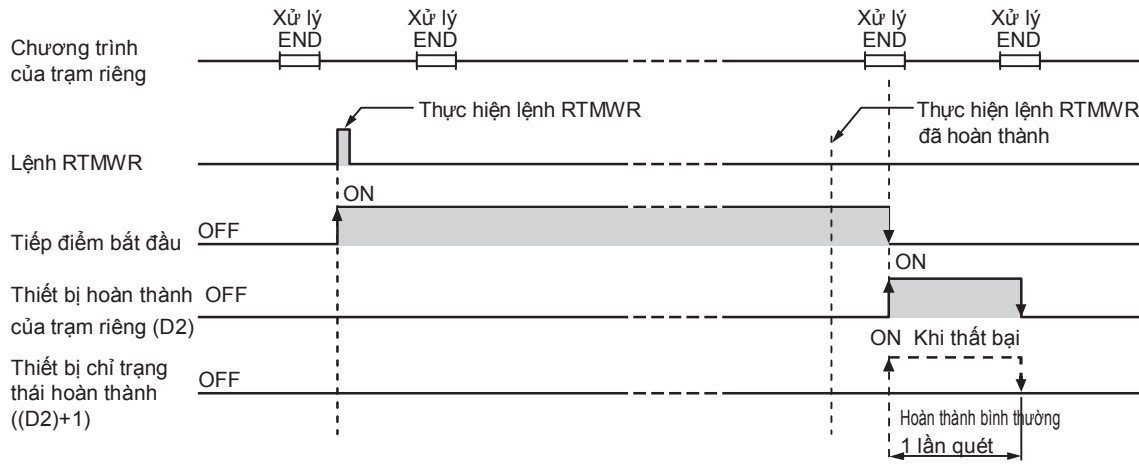 Xử lý
END
Xử lý
END
Xử lý
END
Xử lý
END
Chương trình
của trạm riêng
Thực hiện lệnh RTMWR
Thực hiện lệnh RTMWR
đã hoàn thành
Lệnh RTMWR
ON
Tiếp điểm bắt đầu
OFF
ON
Thiết bị hoàn thành
của trạm riêng (D2)
OFF
ON Khi thất bại
Thiết bị chỉ trạng
thái hoàn thành
((D2)+1)
OFF
Hoàn thành bình thường
1 lần quét